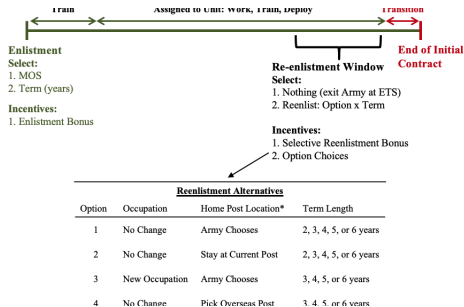 Train
Assigned to Unit: Work, Train, Deploy
Transition
Enlistment
Select:
1. MOS
2. Term (years)
Incentives:
1. Enlistment Bonus
End of Initial
Contract
Re-enlistment Window
Select:
1. Nothing (exit Army at ETS)
2. Reenlist: Option x Term
Incentives:
1. Selective Reenlistment Bonus
2. Option Choices
Reenlistment Alternatives
Option Occupation Home Post Location* Term Length
1 No Change Army Chooses 2, 3, 4, 5, or 6 years
2 No Change Stay at Current Post 2, 3, 4, 5, or 6 years
3 New Occupation Army Chooses 3, 4, 5, or 6 years
4 No Change Pick Overseas Post 3, 4, 5, or 6 years